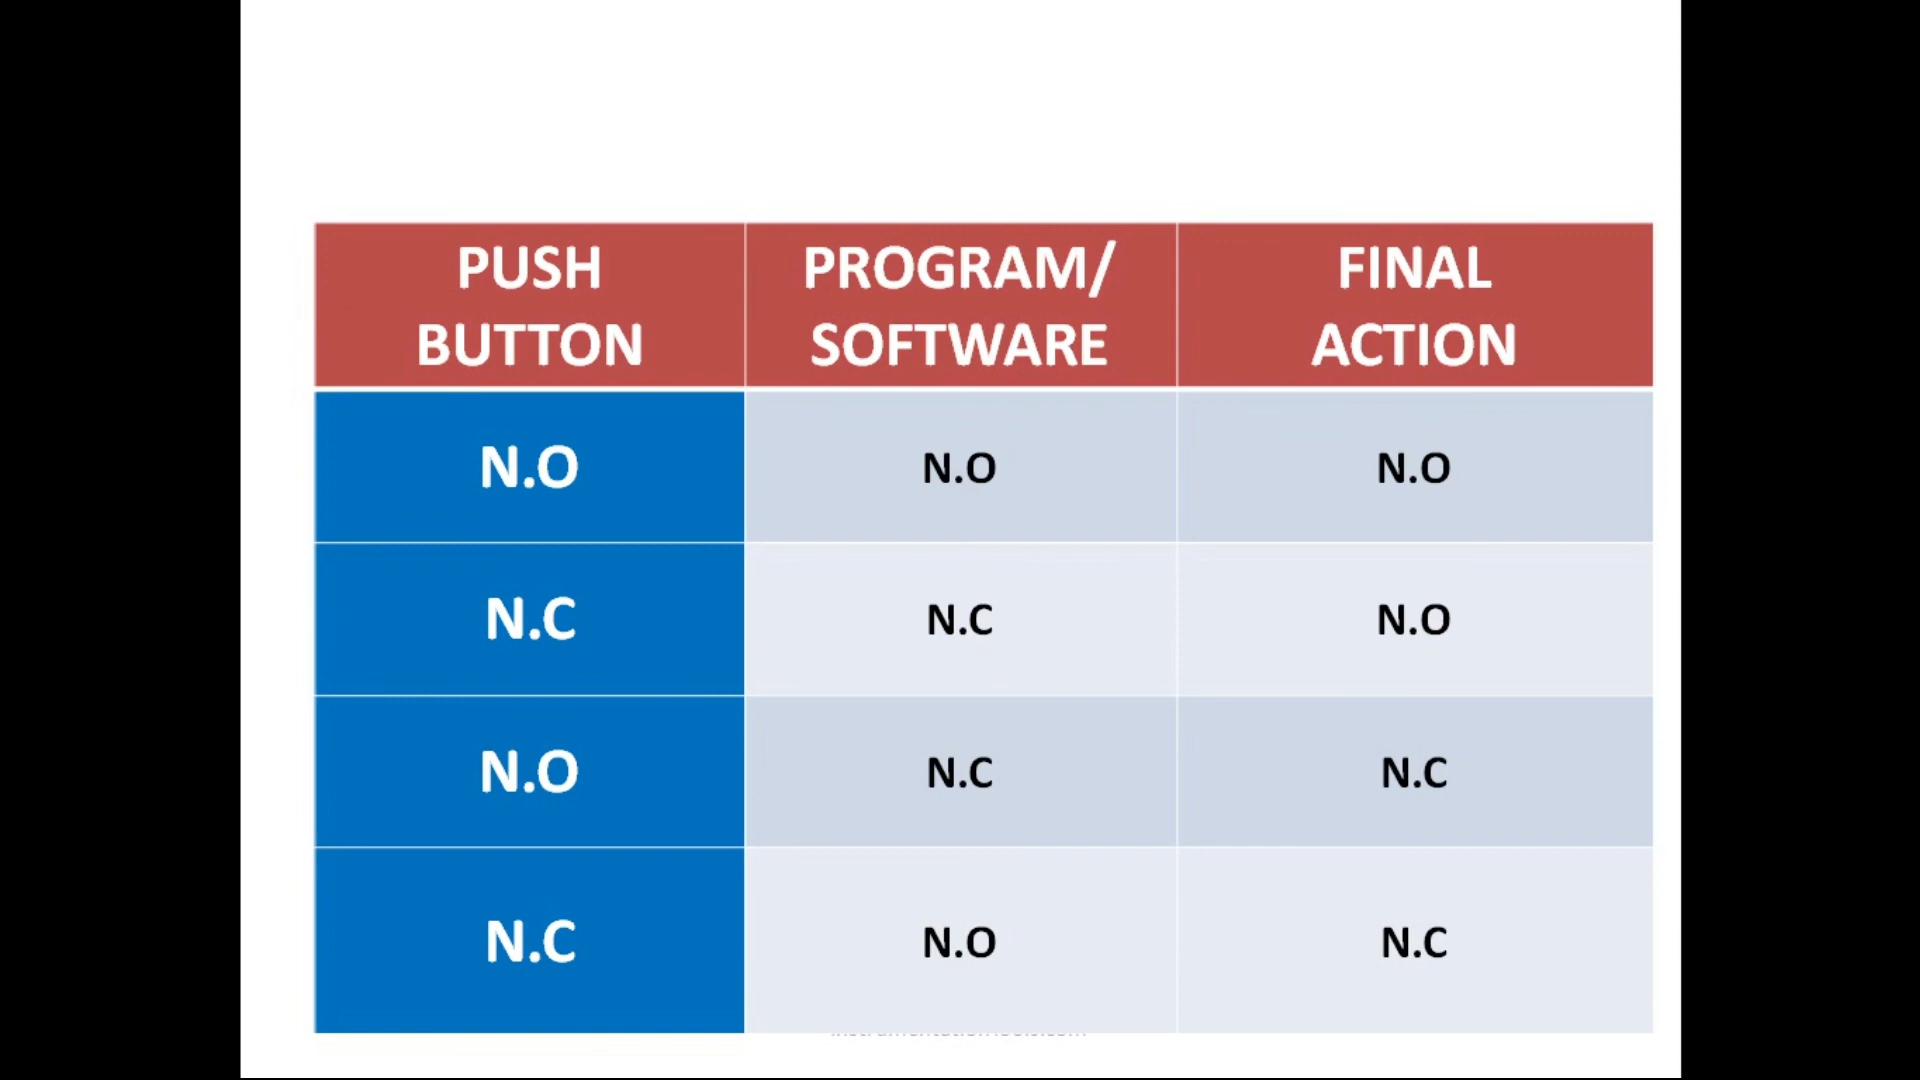 PUSH BUTTON
PROGRAM/ SOFTWARE
FINAL ACTION
N.O N.O N.O
N.C N.C N.O
N.O N.C N.C
N.C N.O N.C